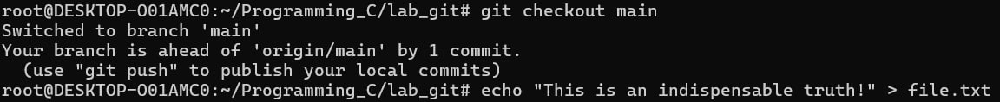 root@DESKTOP-O01AMC0:~/Programming_C/lab_git# git checkout main
Switched to branch 'main'
Your branch is ahead of 'origin/main' by 1 commit.
  (use "git push" to publish your local commits)
root@DESKTOP-O01AMC0:~/Programming_C/lab_git# echo "This is an indispensable truth!" > file.txt